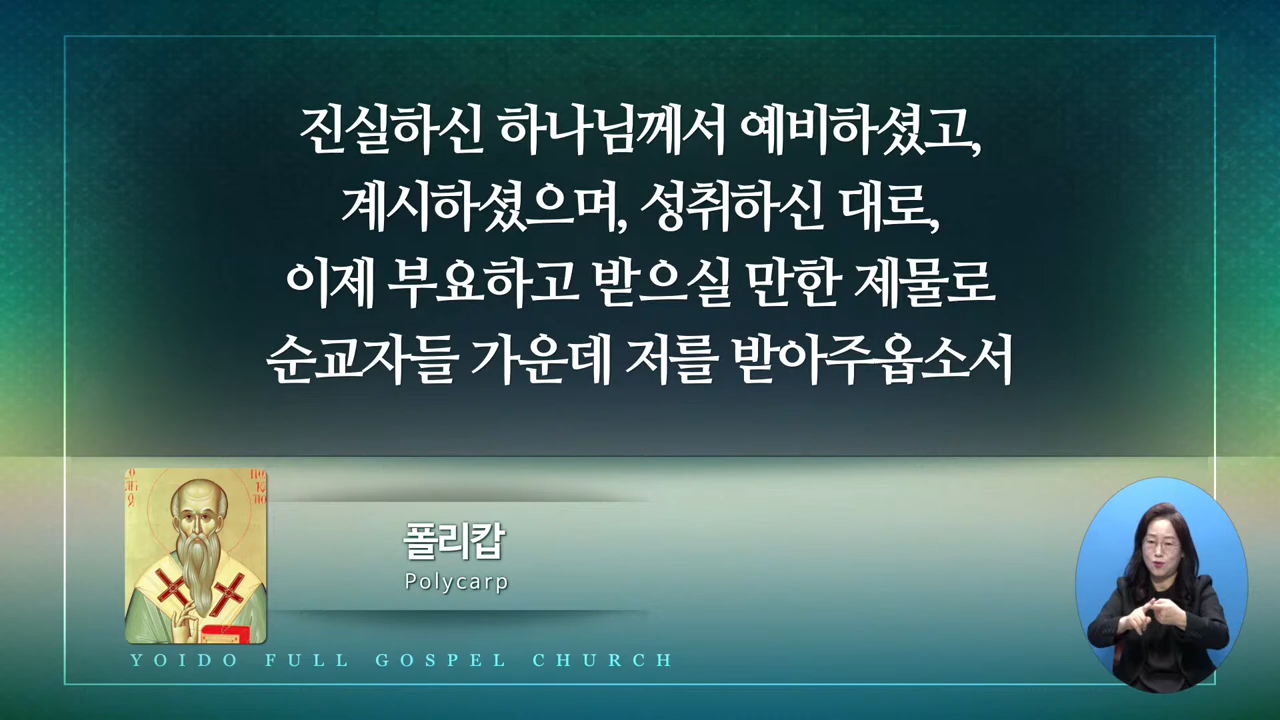 진실하신 하나님께서 예비하셨고,
계시하셨으며, 성취하신 대로,
이제 부요하고 받으실 만한 제물로
순교자들 가운데 저를 받아주옵소서
폴리캅
Polycarp
YOIDO FULL GOSPEL CHURCH